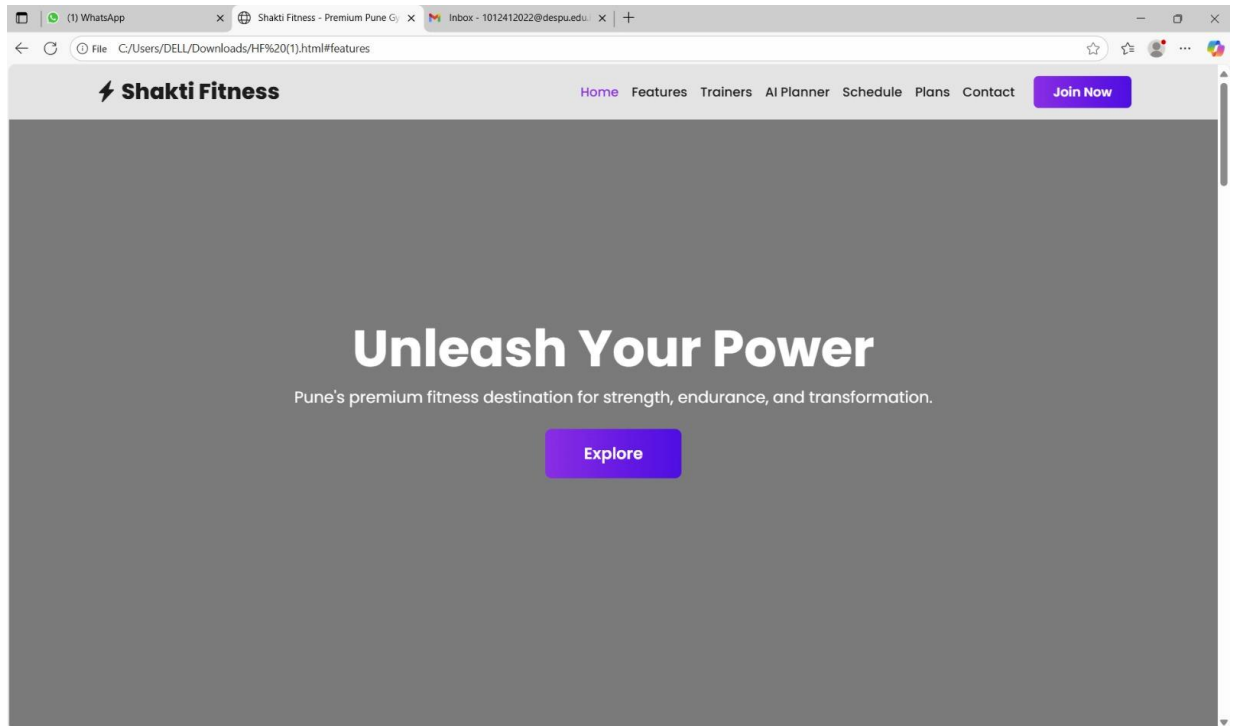 (1) WhatsApp
Shakti Fitness - Premium Pune Gy
Inbox - 1012412022@despu.edu.i
File C:/Users/DELL/Downloads/HF%20(1).html#features
Shakti Fitness
Home Features Trainers AI Planner Schedule Plans Contact Join Now
Unleash Your Power
Pune's premium fitness destination for strength, endurance, and transformation.
Explore